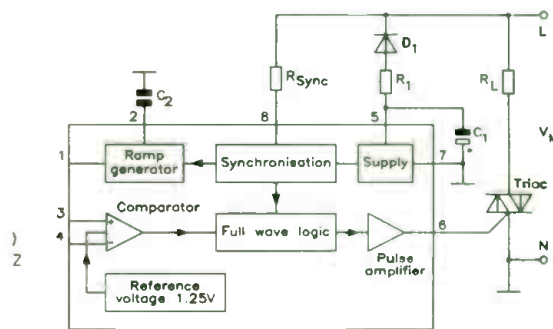 L
D1
RSync
R1
RL
C2
2
8
5
C1
VM
1
Ramp generator
Synchronisation
Supply
7
Triac
3
Comparator
4
Full wave logic
6
Pulse amplifier
N
)
Z
Reference voltage 1.25V